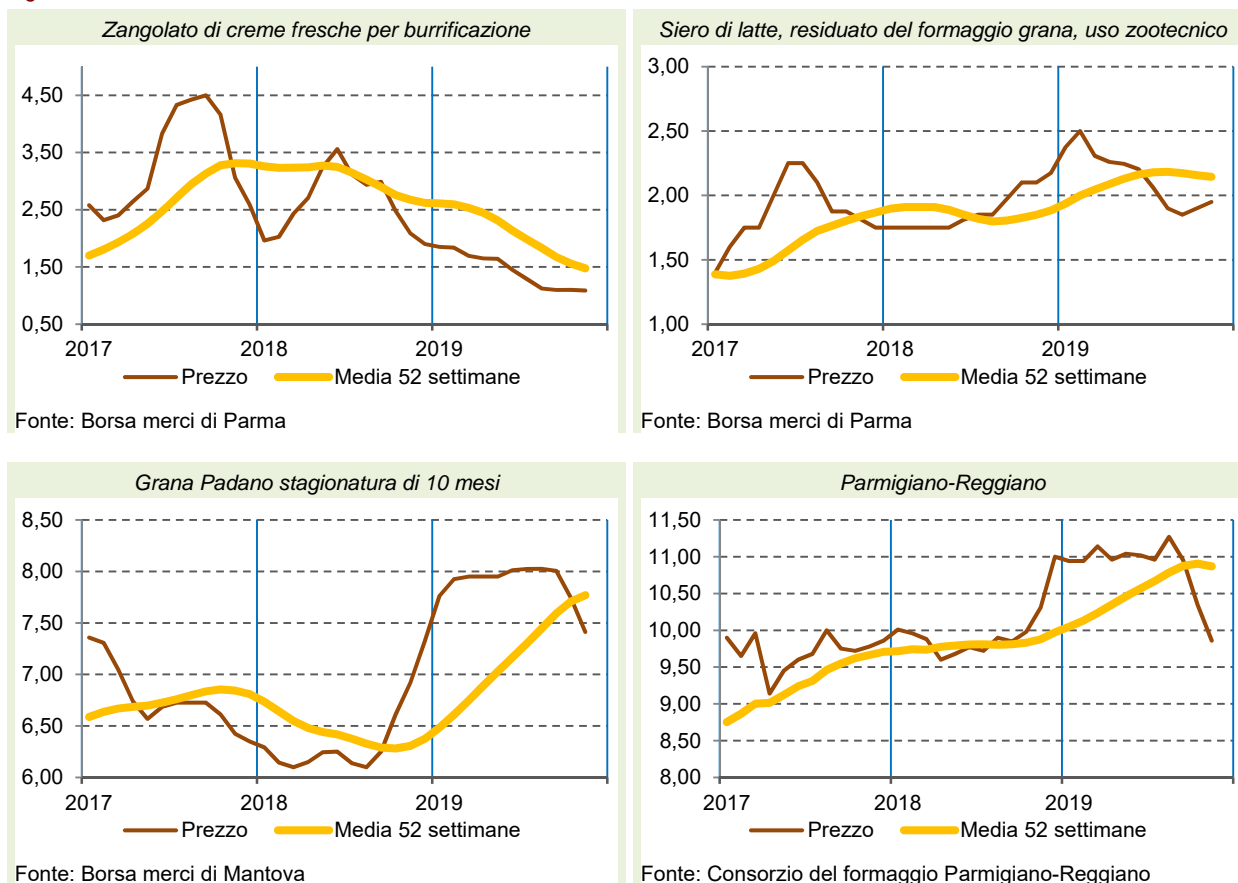 Zangolato di creme fresche per burrificazione
4,50
3,50
2,50
1,50
0,50
2017 2018 2019
Prezzo Media 52 settimane
Fonte: Borsa merci di Parma
Siero di latte, residuato del formaggio grana, uso zootecnico
3,00
2,50
2,00
1,50
1,00
2017 2018 2019
Prezzo Media 52 settimane
Fonte: Borsa merci di Parma
Grana Padano stagionatura di 10 mesi
8,50
8,00
7,50
7,00
6,50
6,00
2017 2018 2019
Prezzo Media 52 settimane
Fonte: Borsa merci di Mantova
Parmigiano-Reggiano
11,50
11,00
10,50
10,00
9,50
9,00
8,50
8,00
2017 2018 2019
Prezzo Media 52 settimane
Fonte: Consorzio del formaggio Parmigiano-Reggiano